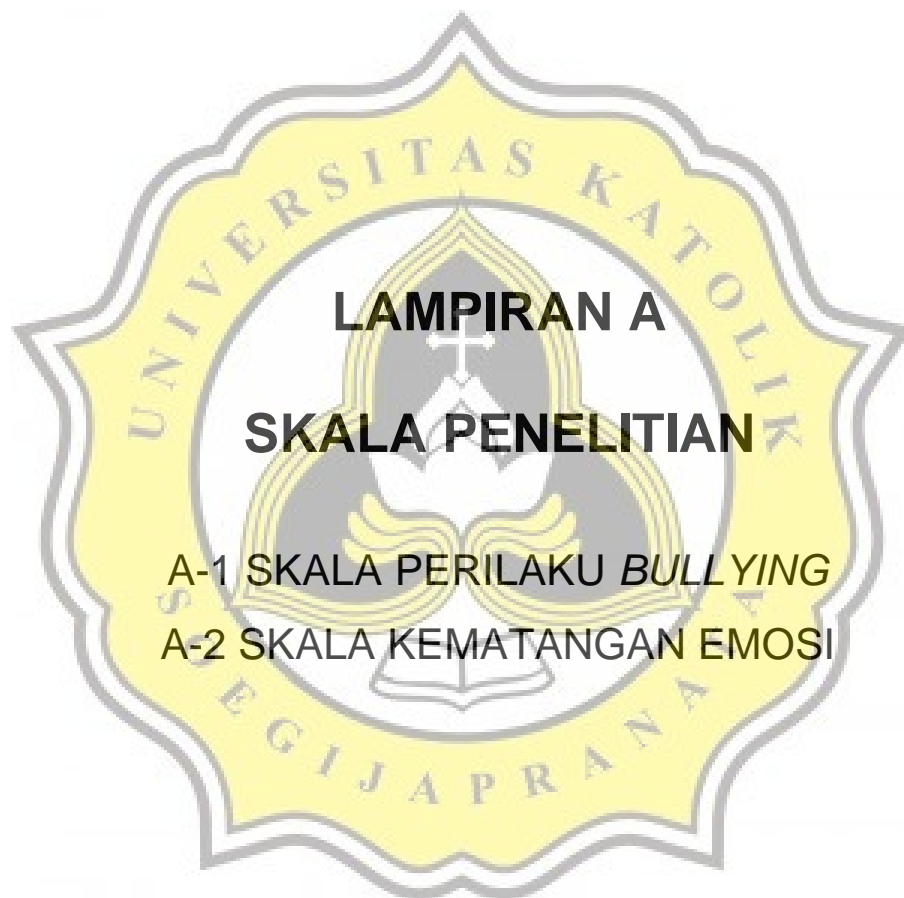 UNIVERSITAS KATOLIK
LAMPIRAN A
SKALA PENELITIAN
A-1 SKALA PERILAKU BULLYING
A-2 SKALA KEMATANGAN EMOSI
SOEGIJAPRANATA